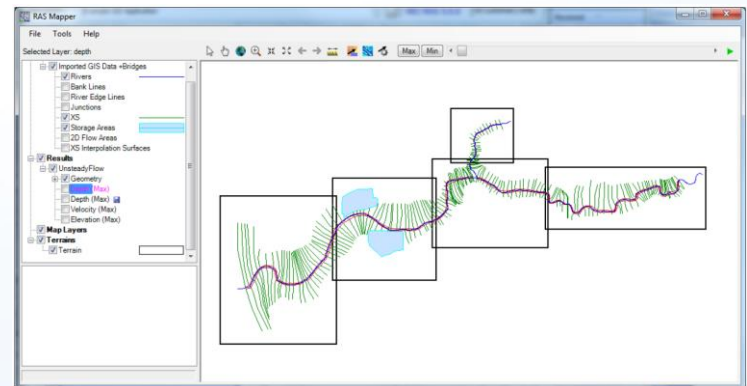 RAS Mapper
File Tools Help
Selected Layer: depth
Max Min
Imported GIS Data +Bridges
Rivers
Bank Lines
River Edge Lines
Junctions
XS
Storage Areas
2D Flow Areas
XS Interpolation Surfaces
Results
UnsteadyFlow
Geometry
(Max)
Depth (Max)
Velocity (Max)
Elevation (Max)
Map Layers
Terrains
Terrain